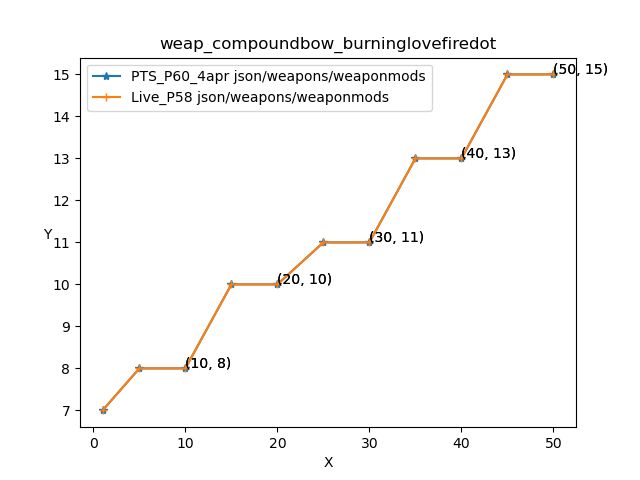 weap_compoundbow_burninglovefiredot
PTS_P60_4apr json/weapons/weaponmods
Live_P58 json/weapons/weaponmods
(50, 15)
(40, 13)
(30, 11)
(20, 10)
(10, 8)
Y
15
14
13
12
11
10
9
8
7
0 10 20 30 40 50
X